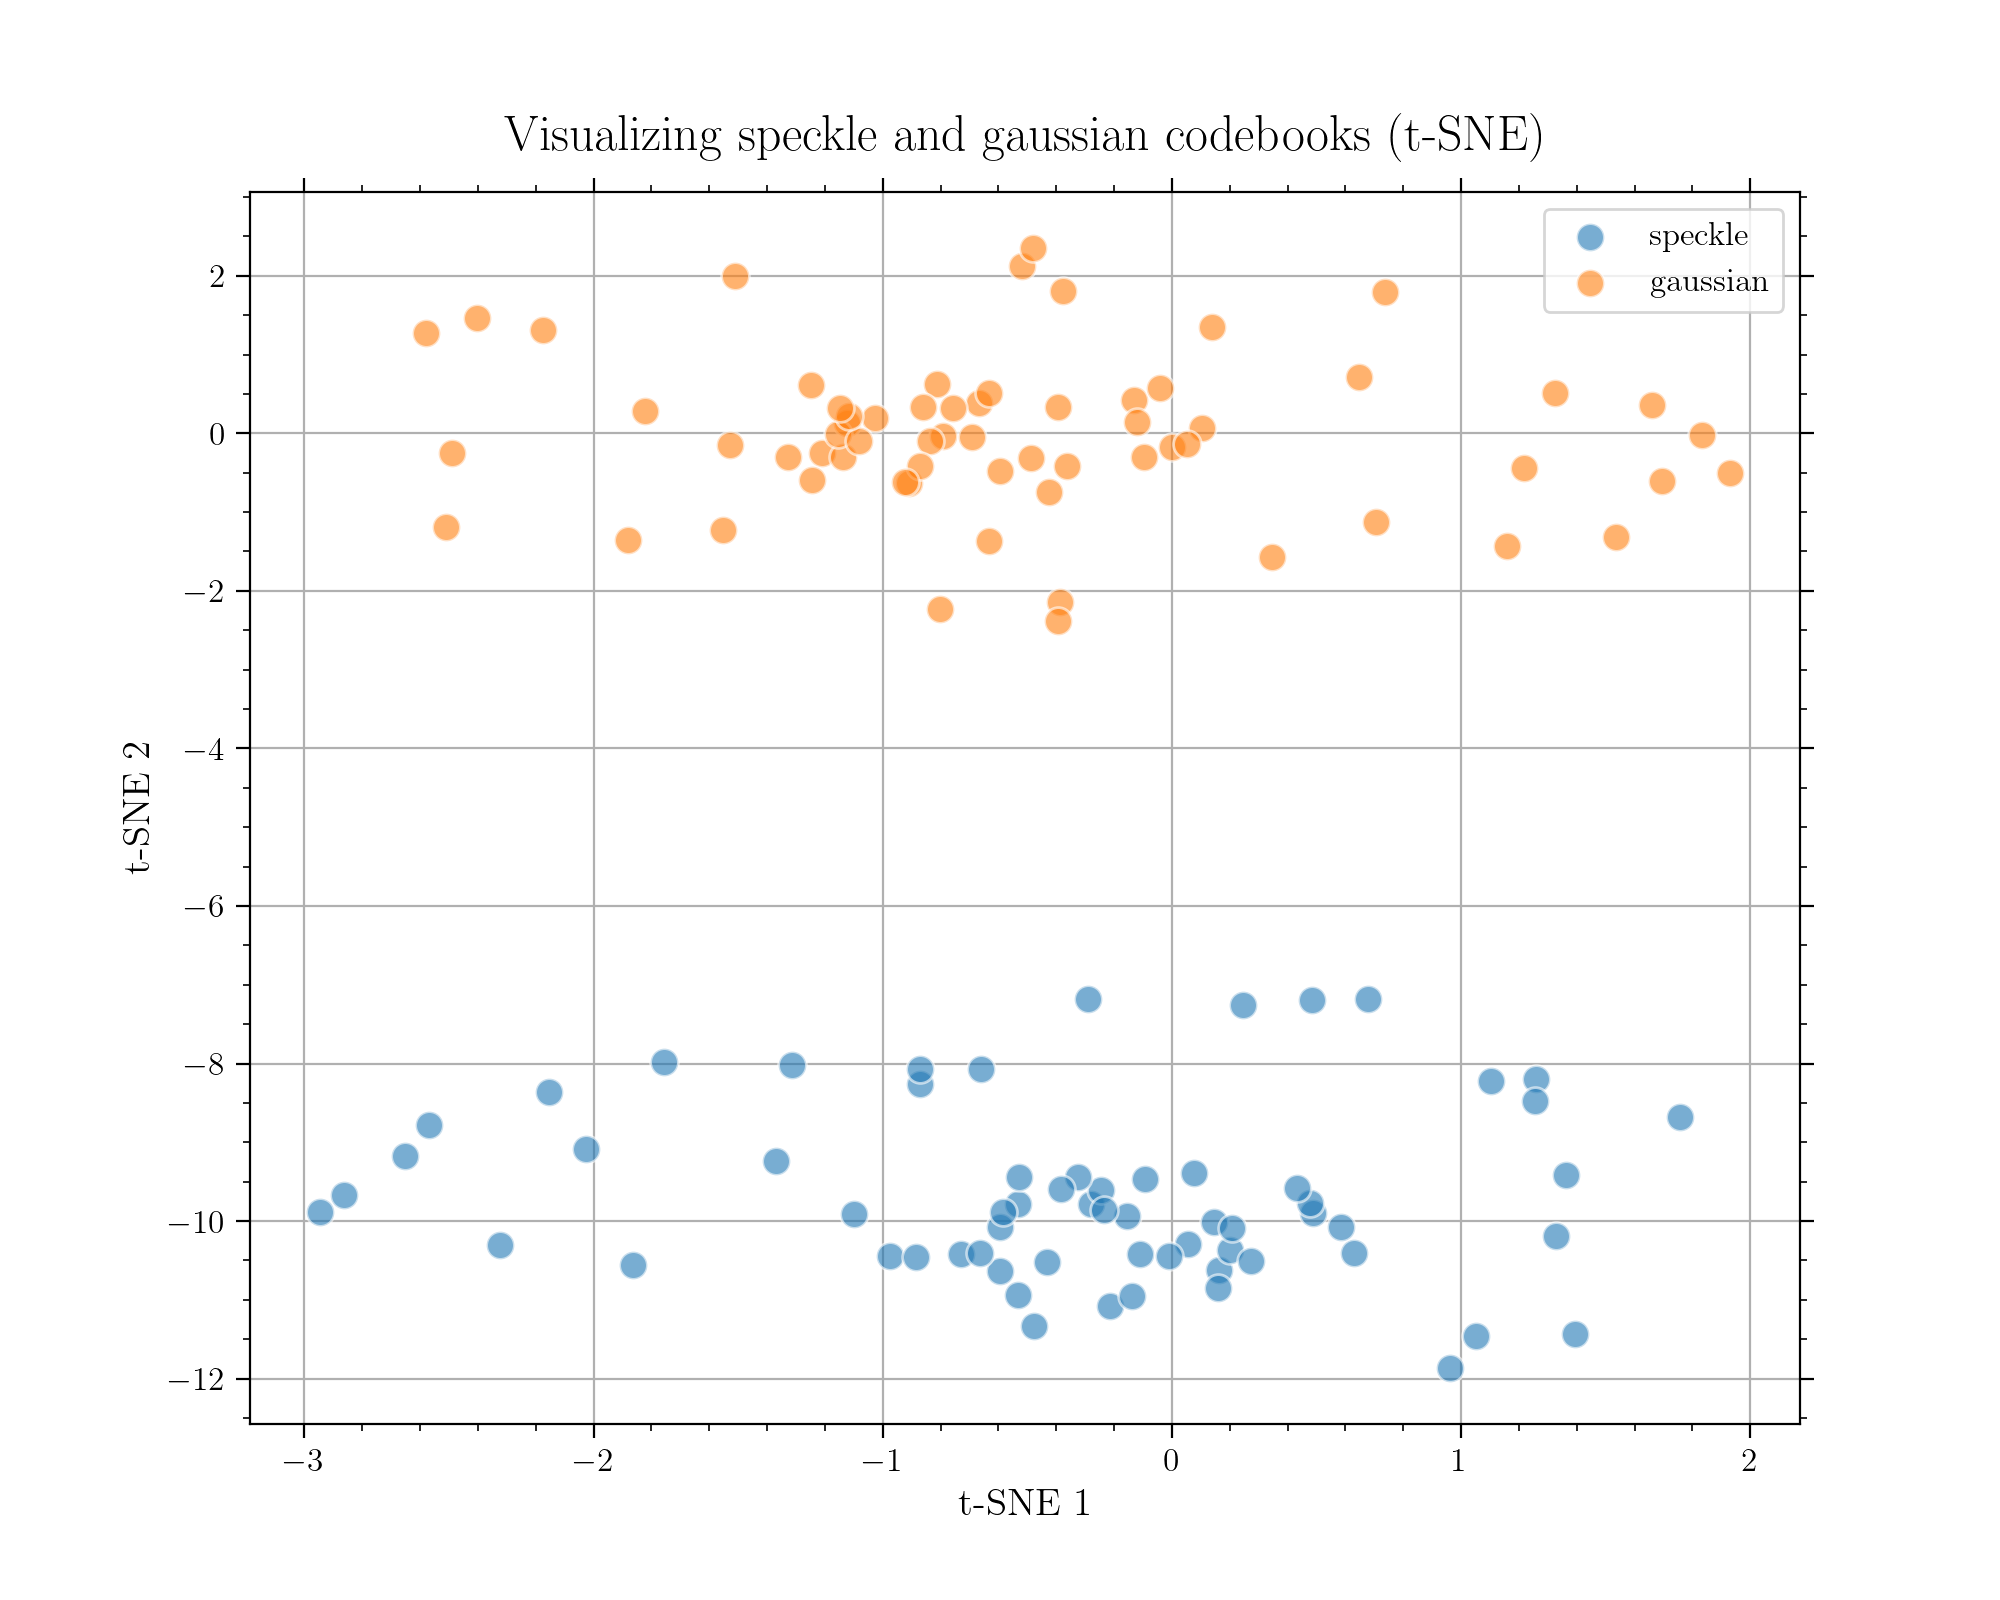 Visualizing speckle and gaussian codebooks (t-SNE)
speckle
gaussian
2
0
−2
−4
−6
−8
−10
−12
t-SNE 2
−3
−2
−1
0
1
2
t-SNE 1